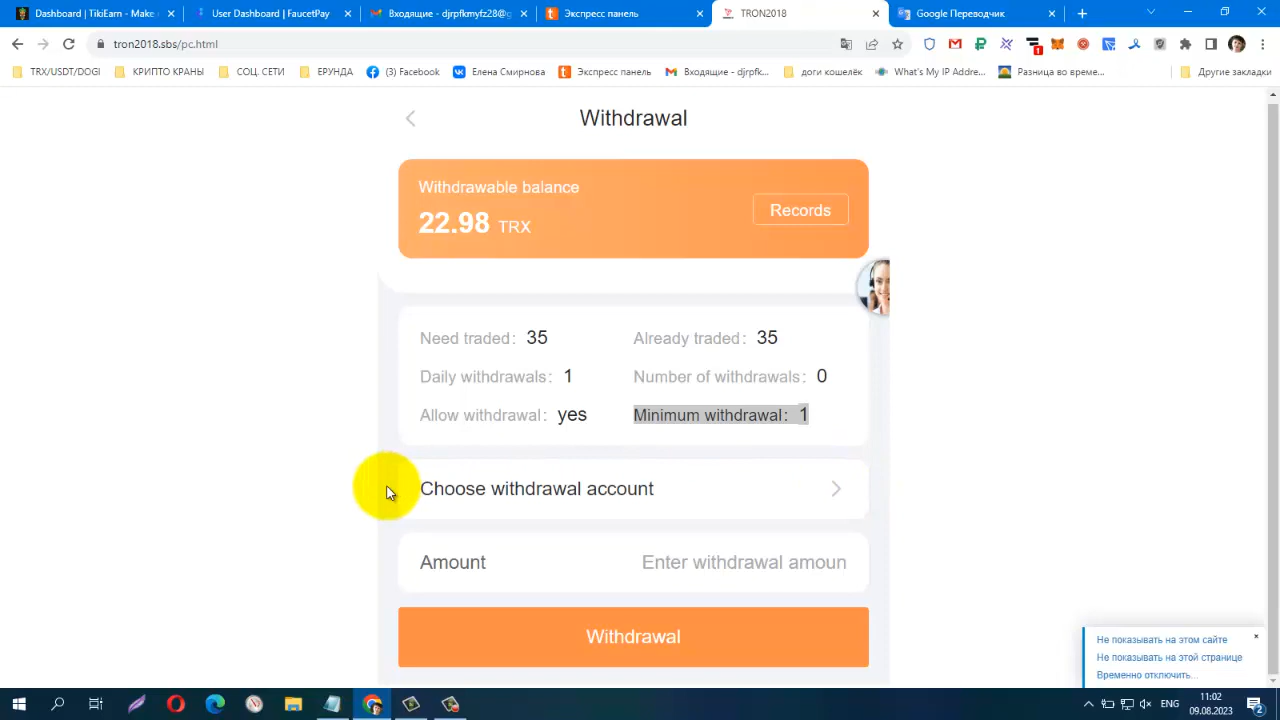 Dashboard | TikiEarn - Make
User Dashboard | FaucetPay
Входящие - djrpfkmyfz28@g
Экспресс панель
TRON2018
Google Переводчик
tron2018.sbs/pc.html
1
TRX/USDT/DOGI
КРИПТО КРАНЫ
СОЦ. СЕТИ
ЕРУНДА
(3) Facebook
Елена Смирнова
Экспресс панель
Входящие - djrpfk...
доги кошелёк
What's My IP Addre...
Разница во време...
Другие закладки
Withdrawal
Withdrawable balance
22.98 TRX
Records
Need traded: 35
Already traded: 35
Daily withdrawals: 1
Number of withdrawals: 0
Allow withdrawal: yes
Minimum withdrawal: 1
Choose withdrawal account
Amount
Enter withdrawal amoun
Withdrawal
Не показывать на этом сайте
Не показывать на этой странице
Временно отключить...
ENG
11:02
09.08.2023
2